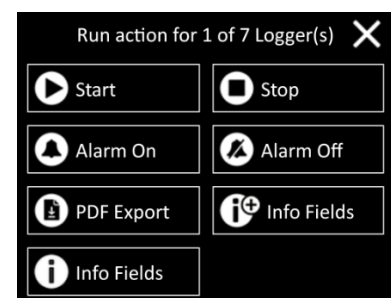 Run action for 1 of 7 Logger(s)
Start
Stop
Alarm On
Alarm Off
PDF Export
Info Fields
Info Fields